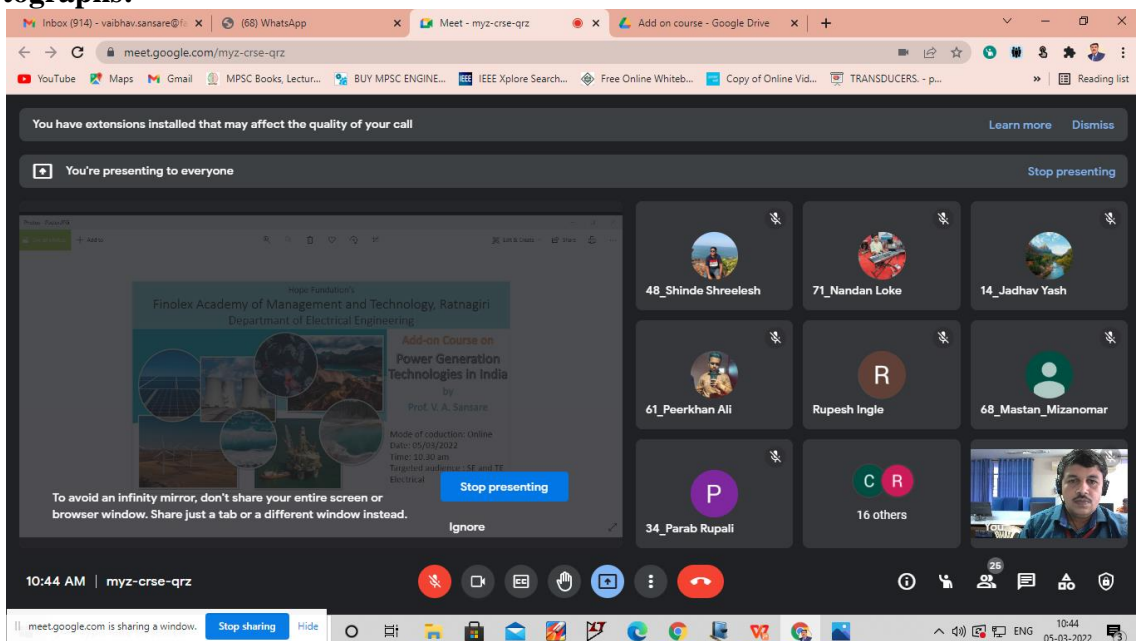 tographs:
Inbox (914) - vaibhav.sansare@f
(68) WhatsApp
Meet - myz-crse-qrz
Add on course - Google Drive
meet.google.com/myz-crse-qrz
YouTube Maps Gmail MPSC Books, Lectur... BUY MPSC ENGINE... IEEE Xplore Search... Free Online Whiteb... Copy of Online Vid... TRANSDUCERS. - p... » Reading list
You have extensions installed that may affect the quality of your call Learn more Dismiss
You're presenting to everyone Stop presenting
Hope Fundation's
Finolex Academy of Management and Technology, Ratnagiri
Departmant of Electrical Engineering
Add-on Course on
Power Generation
Technologies in India
by
Prof. V. A. Sansare
Mode of coduction: Online
Date: 05/03/2022
Time: 10.30 am
Targeted audience : SE and TE
Electrical
To avoid an infinity mirror, don't share your entire screen or
browser window. Share just a tab or a different window instead.
Stop presenting
Ignore
48_Shinde Shreelesh
71_Nandan Loke
14_Jadhav Yash
61_Peerkhan Ali
R
Rupesh Ingle
68_Mastan_Mizanomar
P
34_Parab Rupali
C R
16 others
You
10:44 AM | myz-crse-qrz
CC
25
meet.google.com is sharing a window. Stop sharing Hide
ENG
10:44
05-03-2022